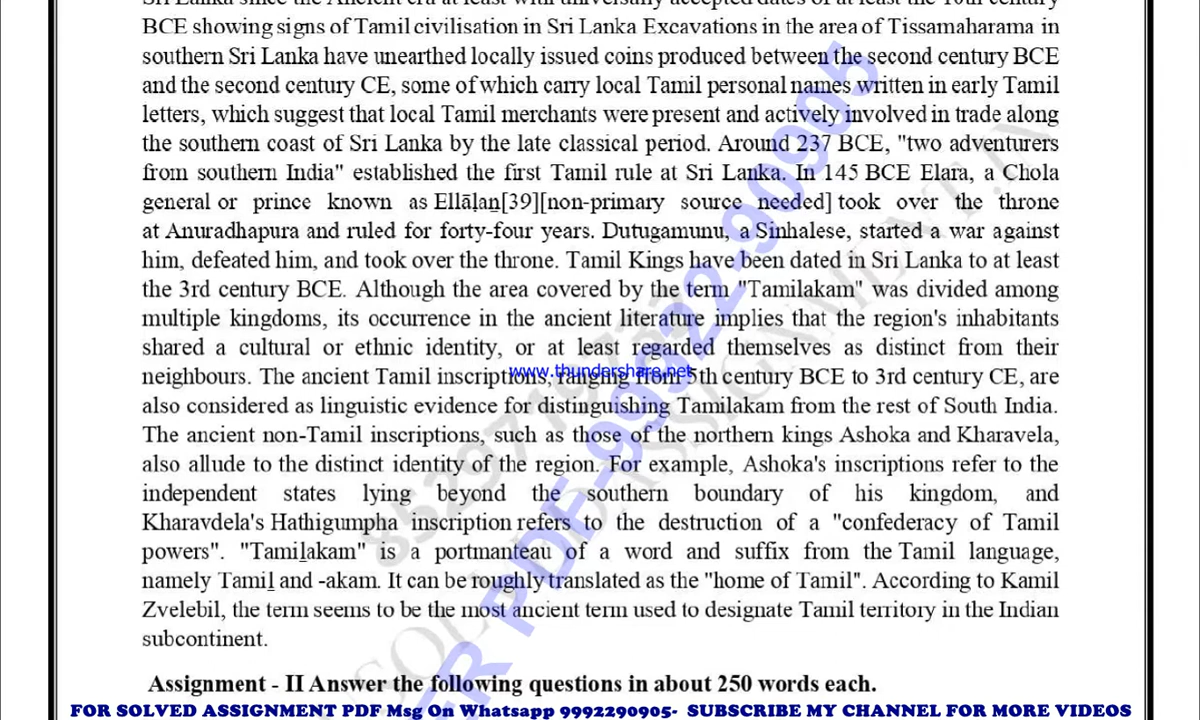 Sri Lanka since the Ancient era at least with universally accepted dates of at least the 10th century
BCE showing signs of Tamil civilisation in Sri Lanka Excavations in the area of Tissamaharama in
southern Sri Lanka have unearthed locally issued coins produced between the second century BCE
and the second century CE, some of which carry local Tamil personal names written in early Tamil
letters, which suggest that local Tamil merchants were present and actively involved in trade along
the southern coast of Sri Lanka by the late classical period. Around 237 BCE, "two adventurers
from southern India" established the first Tamil rule at Sri Lanka. In 145 BCE Elara, a Chola
general or prince known as Ellāḷaṉ[39][non-primary source needed] took over the throne
at Anuradhapura and ruled for forty-four years. Dutugamunu, a Sinhalese, started a war against
him, defeated him, and took over the throne. Tamil Kings have been dated in Sri Lanka to at least
the 3rd century BCE. Although the area covered by the term "Tamilakam" was divided among
multiple kingdoms, its occurrence in the ancient literature implies that the region's inhabitants
shared a cultural or ethnic identity, or at least regarded themselves as distinct from their
www.thundershare.net
neighbours. The ancient Tamil inscriptions, ranging from 5th century BCE to 3rd century CE, are
also considered as linguistic evidence for distinguishing Tamilakam from the rest of South India.
The ancient non-Tamil inscriptions, such as those of the northern kings Ashoka and Kharavela,
also allude to the distinct identity of the region. For example, Ashoka's inscriptions refer to the
independent states lying beyond the southern boundary of his kingdom, and
Kharavdela's Hathigumpha inscription refers to the destruction of a "confederacy of Tamil
powers". "Tamiḻakam" is a portmanteau of a word and suffix from the Tamil language,
namely Tamiḻ and -akam. It can be roughly translated as the "home of Tamil". According to Kamil
Zvelebil, the term seems to be the most ancient term used to designate Tamil territory in the Indian
subcontinent.
Assignment - II Answer the following questions in about 250 words each.
PDF-99922-90905
FOR SOLVED ASSIGNMENT PDF Msg On Whatsapp 9992290905- SUBSCRIBE MY CHANNEL FOR MORE VIDEOS